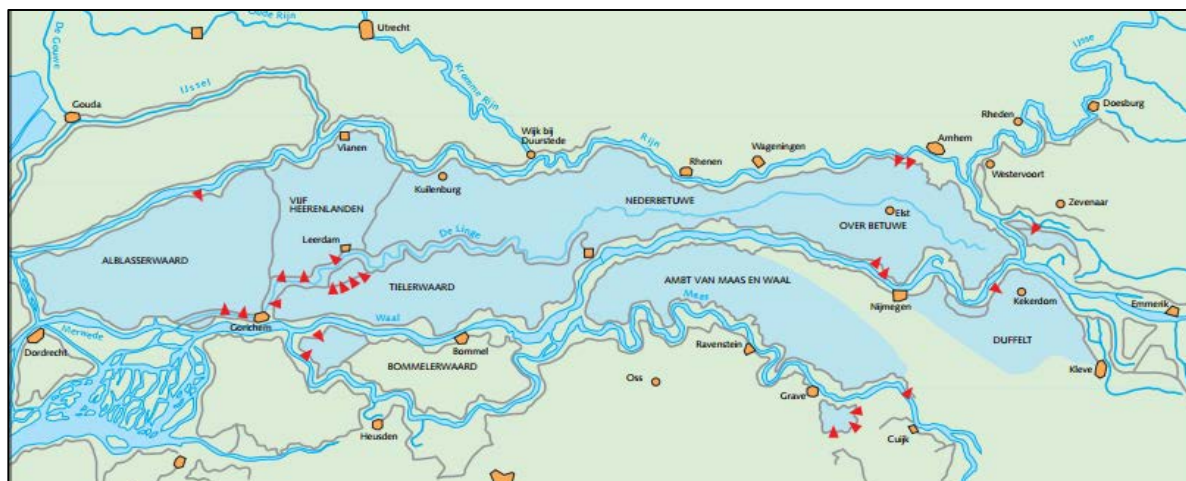 De Gouwe
Oude Rijn
Utrecht
IJssel
Kromme Rijn
IJsse
Gouda
Doesburg
Rheden
Vianen
Wijk bij
Duurstede
Rijn
Wageningen
Arnhem
Rhenen
Westervoort
Kuilenburg
VIJF
HEERENLANDEN
NEDERBETUWE
Zevenaar
Elst
OVER BETUWE
Leerdam
De Linge
ALBLASSERWAARD
TIELERWAARD
AMBT VAN MAAS EN WAAL
Maas
Nijmegen
Kekerdom
Emmerik
Gorichem
Waal
Merwede
Dordrecht
Bommel
BOMMELERWAARD
Ravenstein
DUFFELT
Kleve
Oss
Grave
Heusden
Cuijk